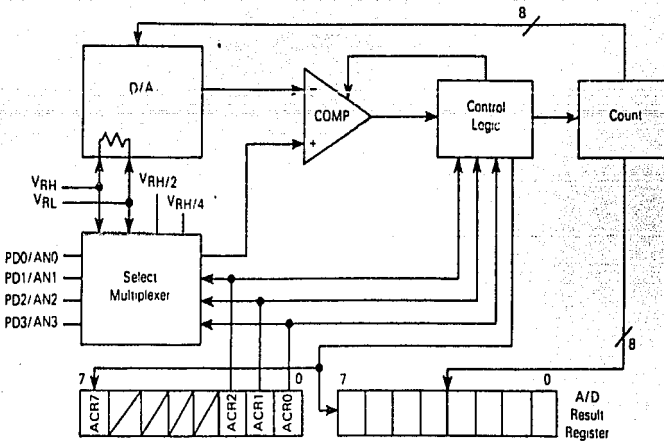 8
D/A
−
COMP
+
Control
Logic
Count
VRH
VRL
VRH/2
VRH/4
PD0/AN0
PD1/AN1
PD2/AN2
PD3/AN3
Select
Multiplexer
8
7
0
7
0
ACR7
ACR2
ACR1
ACR0
A/D
Result
Register